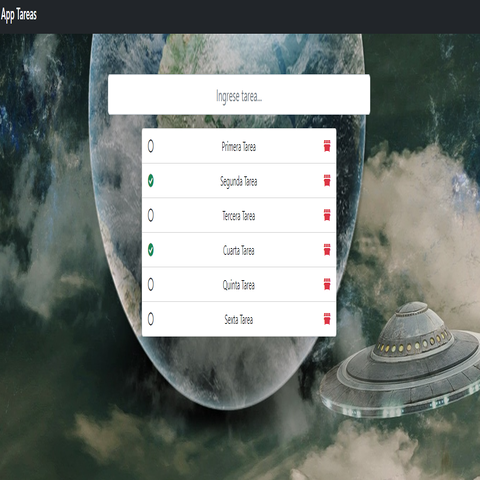 App Tareas
Ingrese tarea...
Primera Tarea
Segunda Tarea
Tercera Tarea
Cuarta Tarea
Quinta Tarea
Sexta Tarea